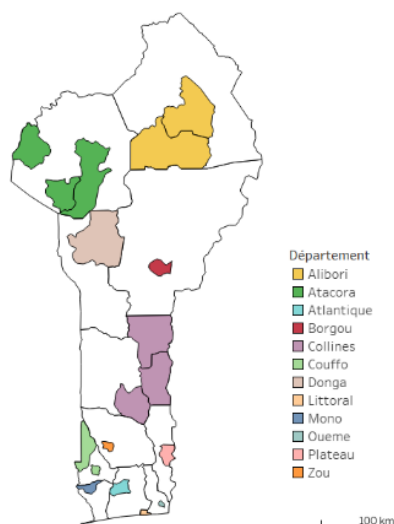 Département
Alibori
Atacora
Atlantique
Borgou
Collines
Couffo
Donga
Littoral
Mono
Oueme
Plateau
Zou
100 km